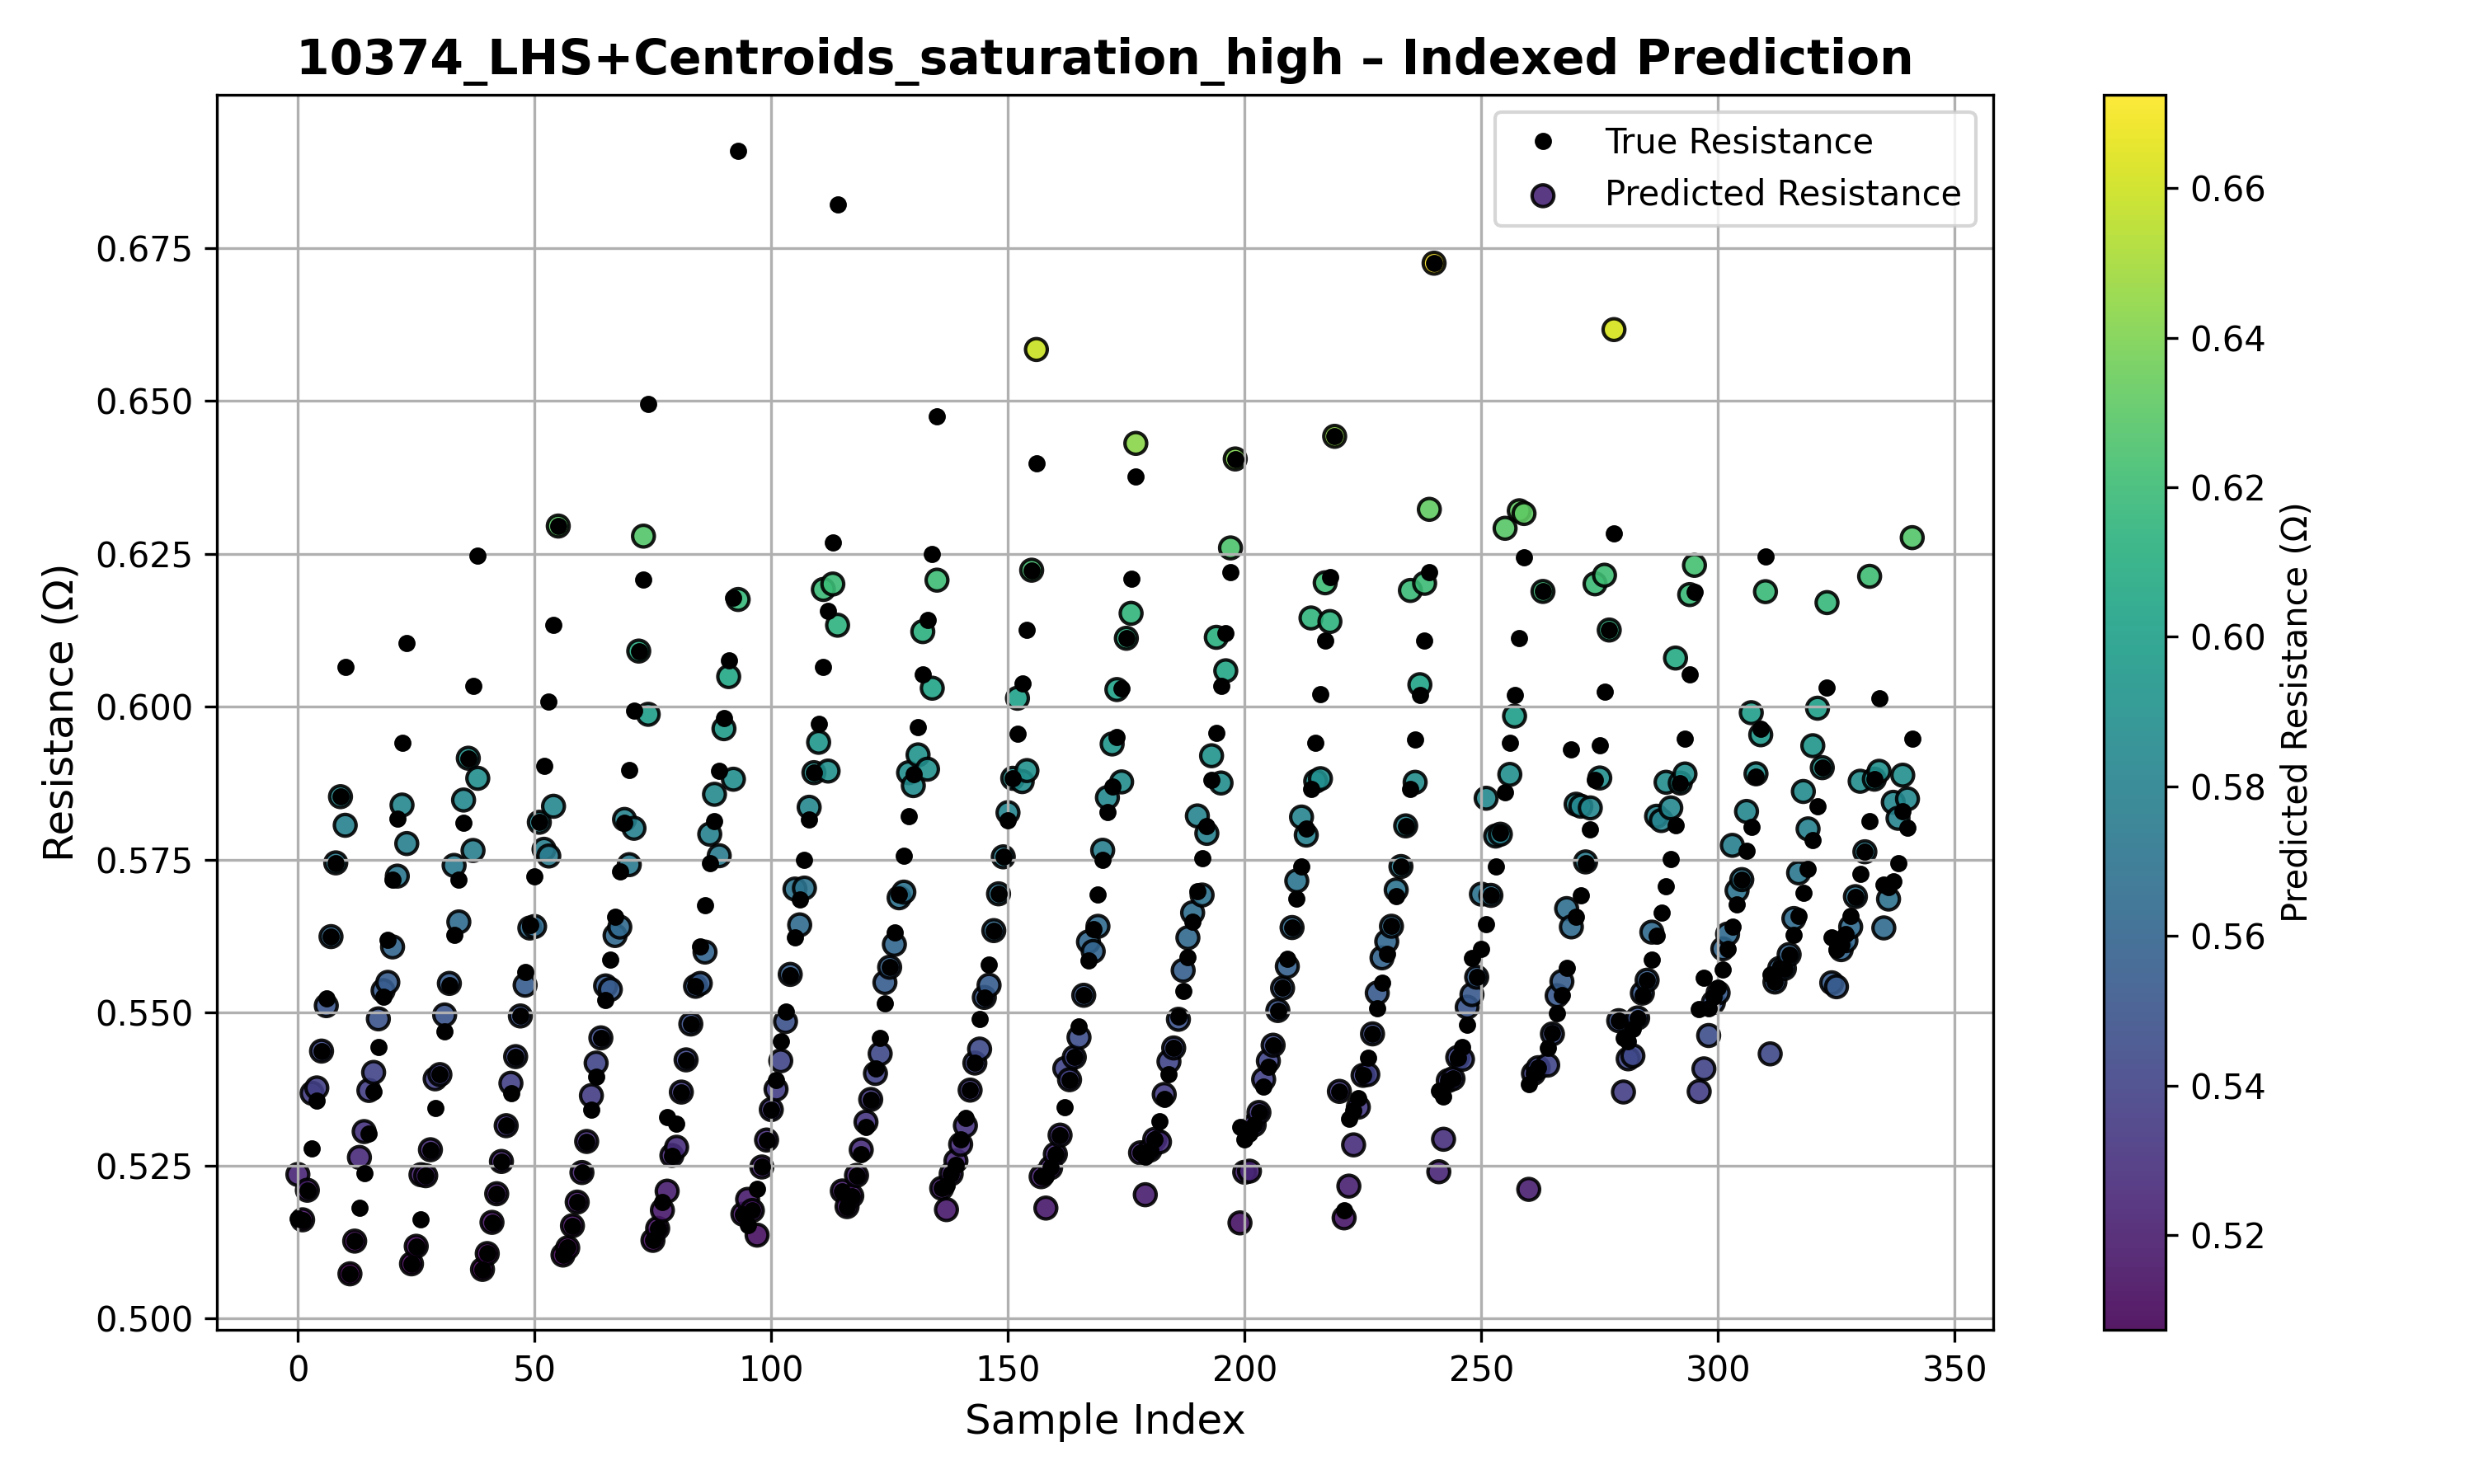 10374_LHS+Centroids_saturation_high – Indexed Prediction
True Resistance
Predicted Resistance
Resistance (Ω)
0.675
0.650
0.625
0.600
0.575
0.550
0.525
0.500
0 50 100 150 200 250 300 350
Sample Index
0.66
0.64
0.62
0.60
0.58
0.56
0.54
0.52
Predicted Resistance (Ω)